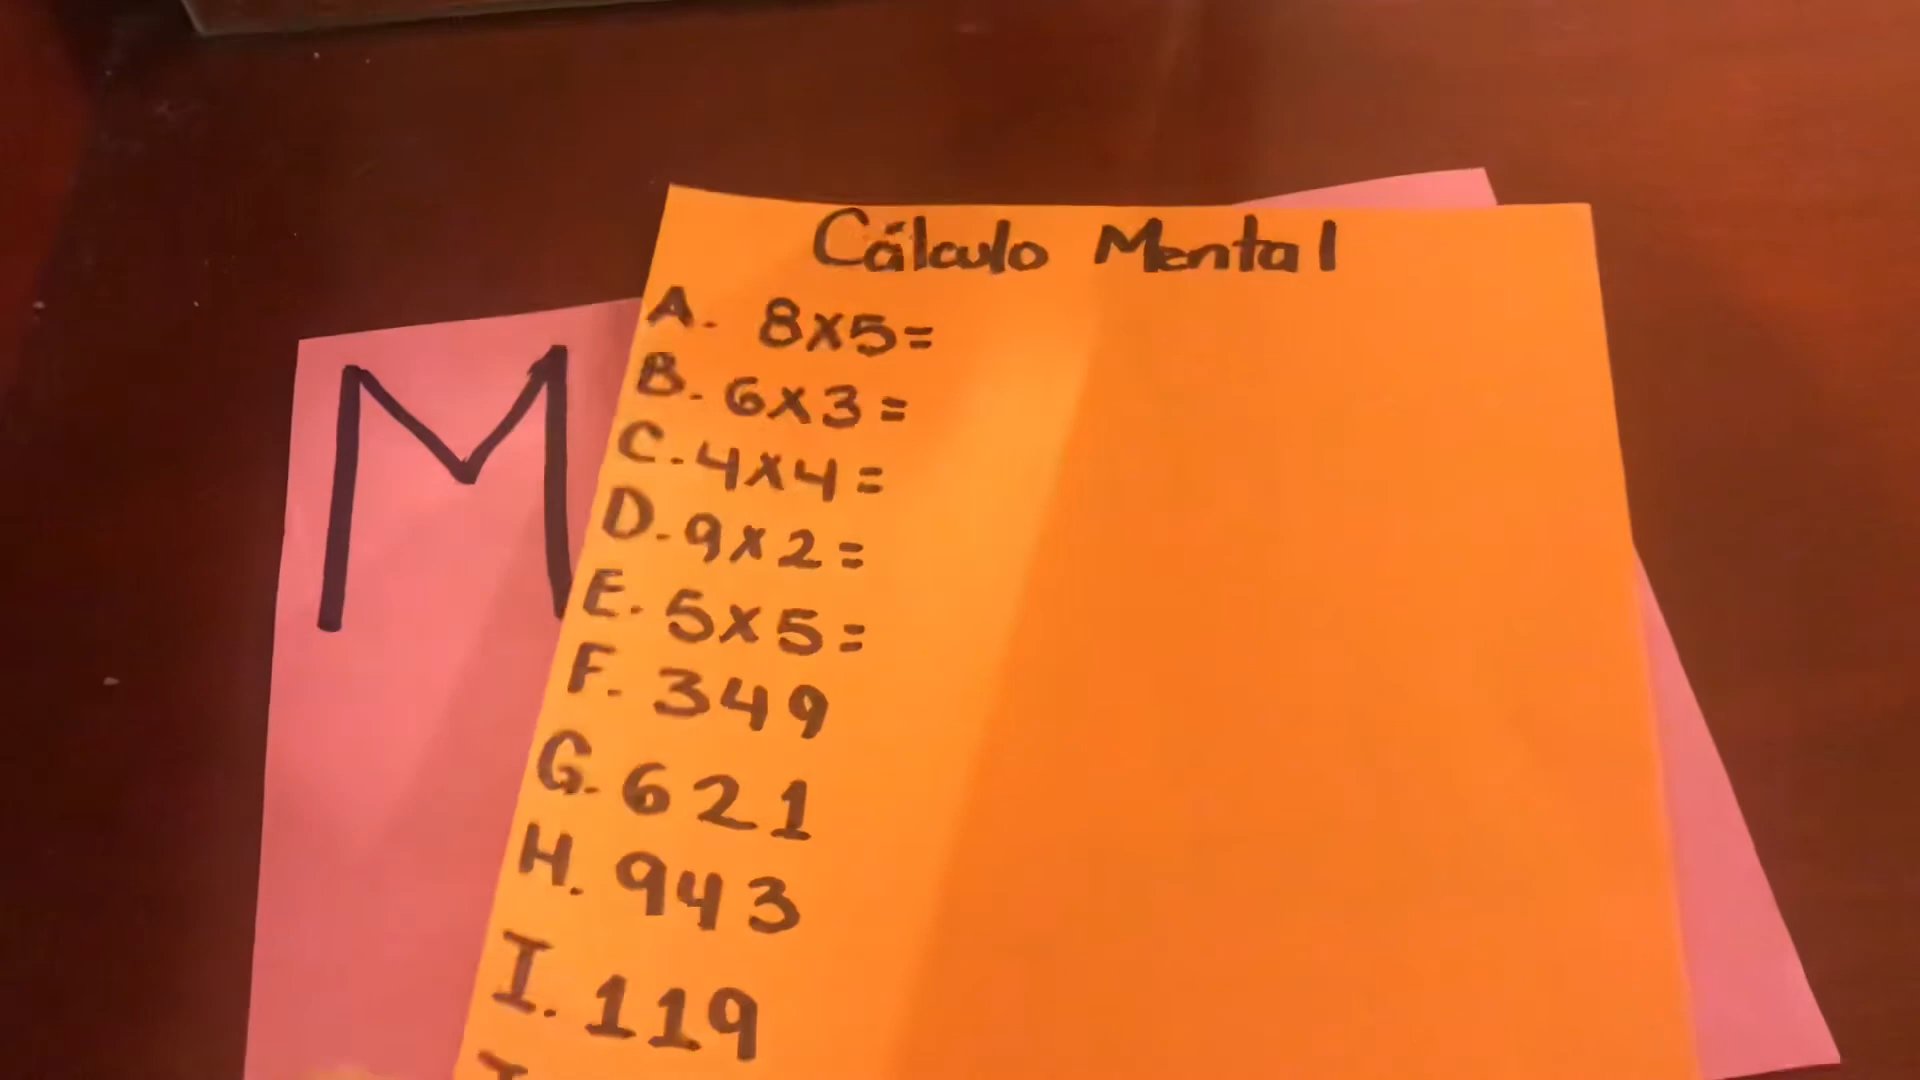 M
Cálculo Mental
A. 8x5=
B. 6x3=
C. 4x4=
D. 9x2=
E. 5x5=
F. 349
G. 621
H. 943
I. 119